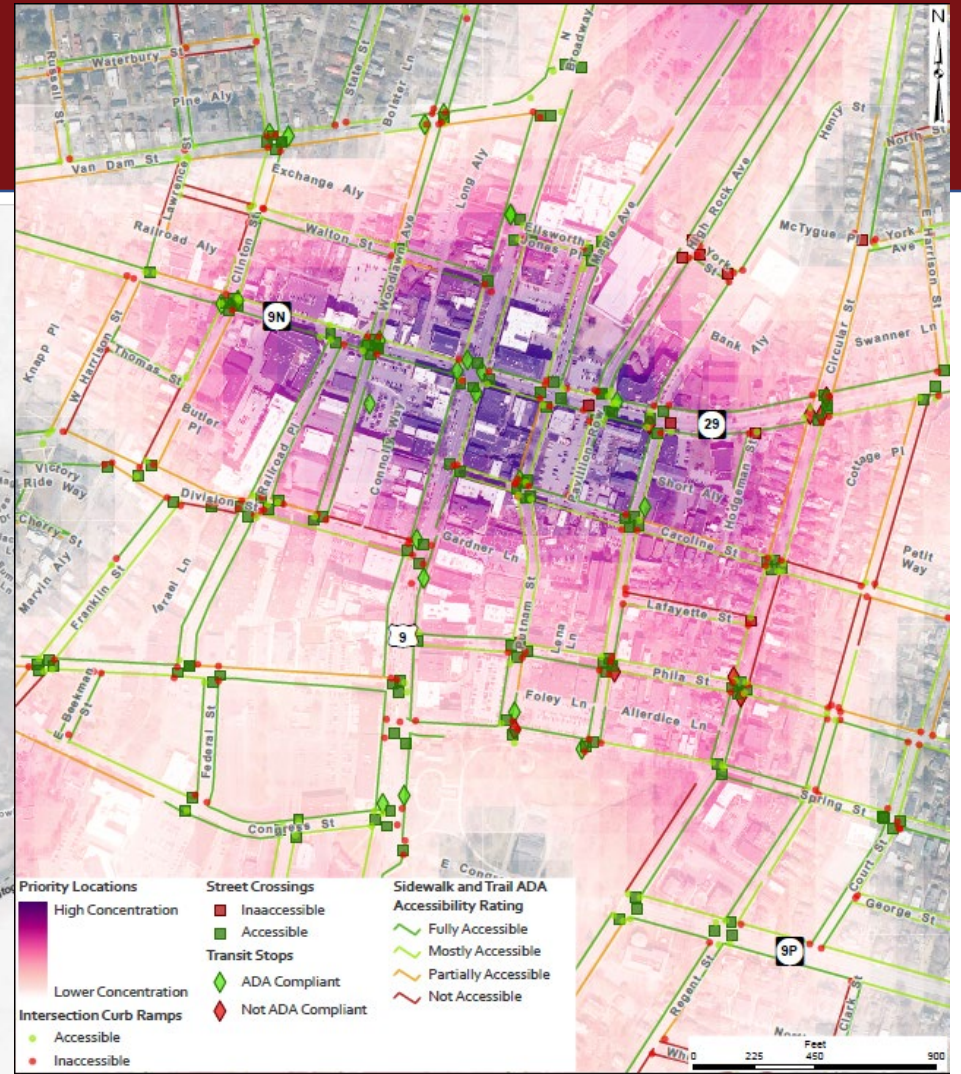 N
N Broadway
Waterbury St
Russell St
State St
Bolster Ln
Pine Aly
Henry St
North St
Van Dam St
Lawrence St
Exchange Aly
Long Aly
High Rock Ave
York St
McTygue Pl
York Ave
E Harrison St
Railroad Aly
Clinton St
Walton St
Woodlawn Ave
Ellsworth Jones Pl
Maple Ave
9N
Knapp Pl
W Harrison St
Thomas St
Bank Aly
Circular St
Swanner Ln
Butler Pl
29
Railroad Pl
Connolly Way
Pavilion Row
Cottage Pl
Victory
Ride Way
Short Aly
Hodgeman St
Division St
Cherry St
Caroline St
Gardner Ln
Petit Way
Marvin Aly
Franklin St
Israel Ln
Putnam St
Lena Ln
Lafayette St
9
Phila St
E Beekman St
Federal St
Foley Ln
Allerdice Ln
Congress St
Spring St
Court St
E Cong
George St
9P
Regent St
Clark St
Whi
Priority Locations
High Concentration
Lower Concentration
Intersection Curb Ramps
Accessible
Inaccessible
Street Crossings
Inaaccessible
Accessible
Transit Stops
ADA Compliant
Not ADA Compliant
Sidewalk and Trail ADA
Accessibility Rating
Fully Accessible
Mostly Accessible
Partially Accessible
Not Accessible
Feet
0 225 450 900